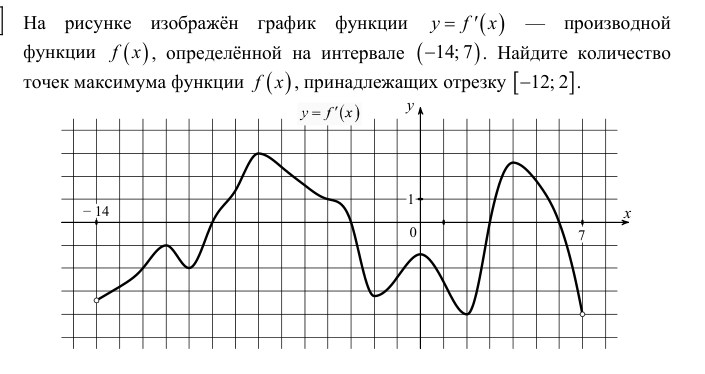 На рисунке изображён график функции y = f ′(x) — производной
функции f(x), определённой на интервале (−14; 7). Найдите количество
точек максимума функции f(x), принадлежащих отрезку [−12; 2].
y = f ′(x)
y
− 14
1
x
0
7